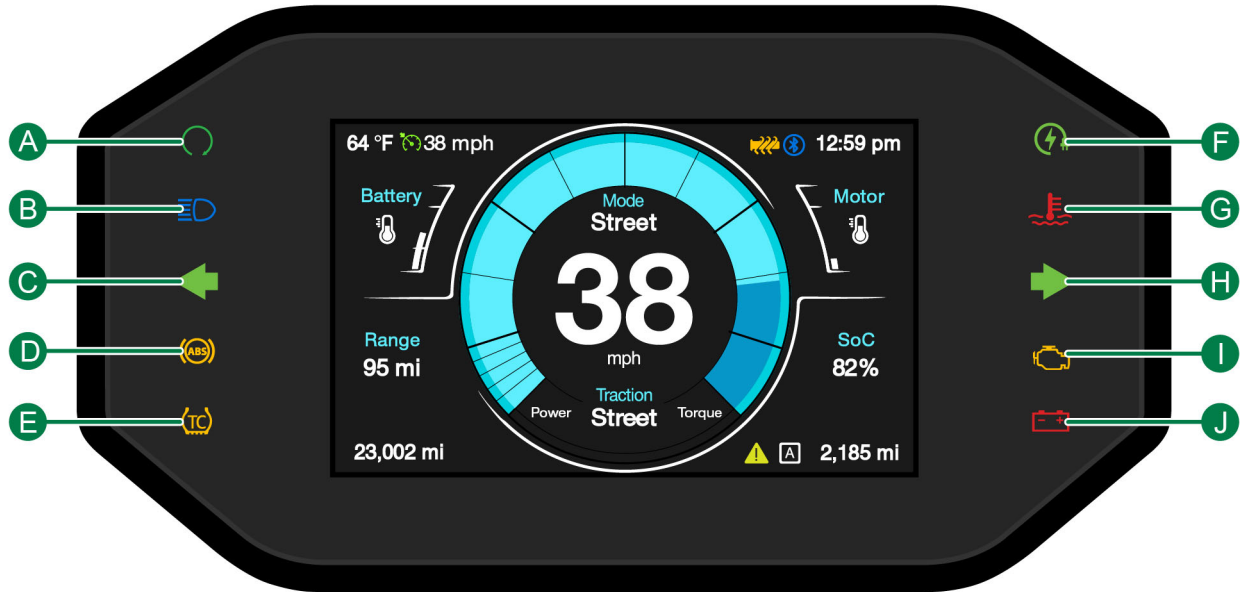 64 °F 38 mph
12:59 pm
Battery
Motor
Mode
Street
38
mph
Range
95 mi
SoC
82%
Traction
Street
Power
Torque
23,002 mi
A 2,185 mi
A
B
C
D
ABS
E
TC
F
G
H
I
J
- +